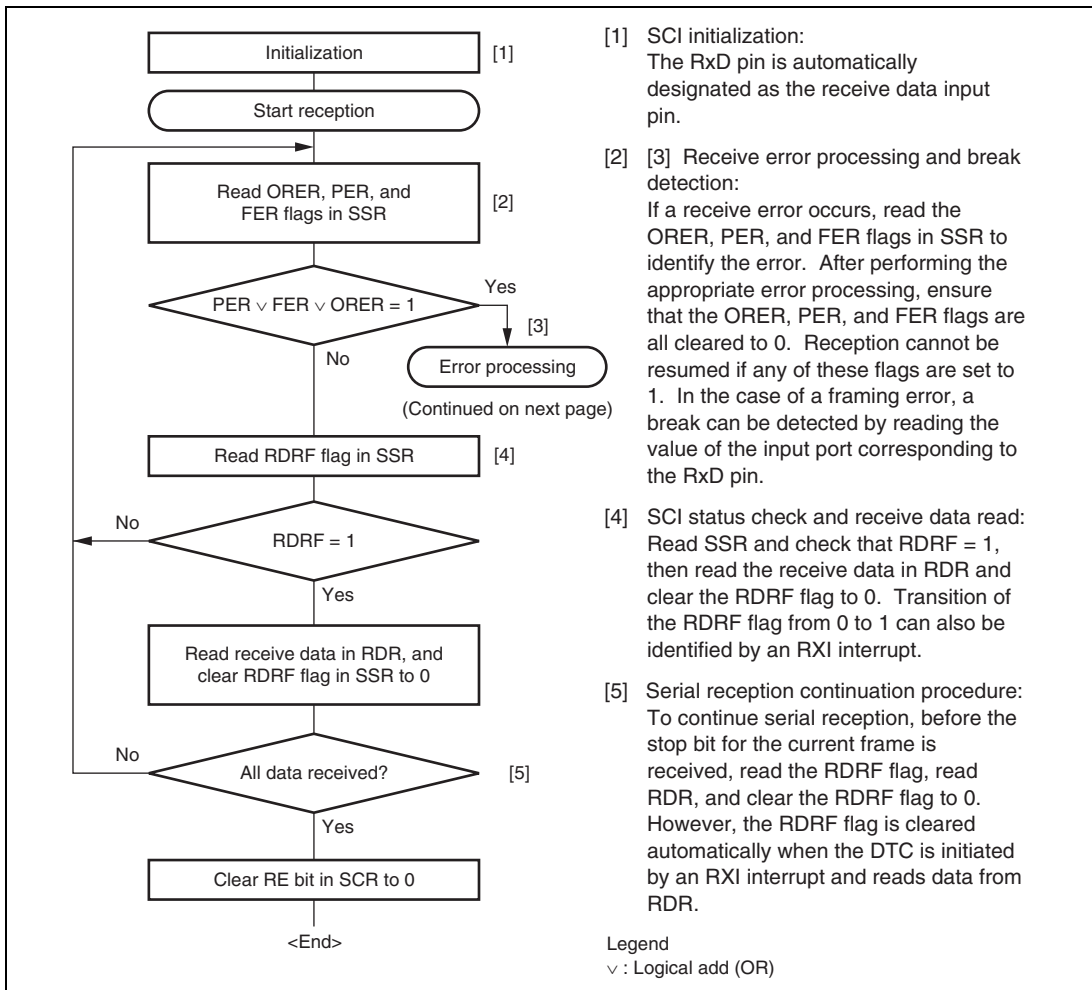 Initialization [1]
Start reception
Read ORER, PER, and
FER flags in SSR
[2]
PER ∨ FER ∨ ORER = 1
Yes
[3]
No
Error processing
(Continued on next page)
Read RDRF flag in SSR [4]
No
RDRF = 1
Yes
Read receive data in RDR, and
clear RDRF flag in SSR to 0
No
All data received? [5]
Yes
Clear RE bit in SCR to 0
<End>
[1] SCI initialization:
The RxD pin is automatically
designated as the receive data input
pin.
[2] [3] Receive error processing and break
detection:
If a receive error occurs, read the
ORER, PER, and FER flags in SSR to
identify the error. After performing the
appropriate error processing, ensure
that the ORER, PER, and FER flags are
all cleared to 0. Reception cannot be
resumed if any of these flags are set to
1. In the case of a framing error, a
break can be detected by reading the
value of the input port corresponding to
the RxD pin.
[4] SCI status check and receive data read:
Read SSR and check that RDRF = 1,
then read the receive data in RDR and
clear the RDRF flag to 0. Transition of
the RDRF flag from 0 to 1 can also be
identified by an RXI interrupt.
[5] Serial reception continuation procedure:
To continue serial reception, before the
stop bit for the current frame is
received, read the RDRF flag, read
RDR, and clear the RDRF flag to 0.
However, the RDRF flag is cleared
automatically when the DTC is initiated
by an RXI interrupt and reads data from
RDR.
Legend
∨ : Logical add (OR)